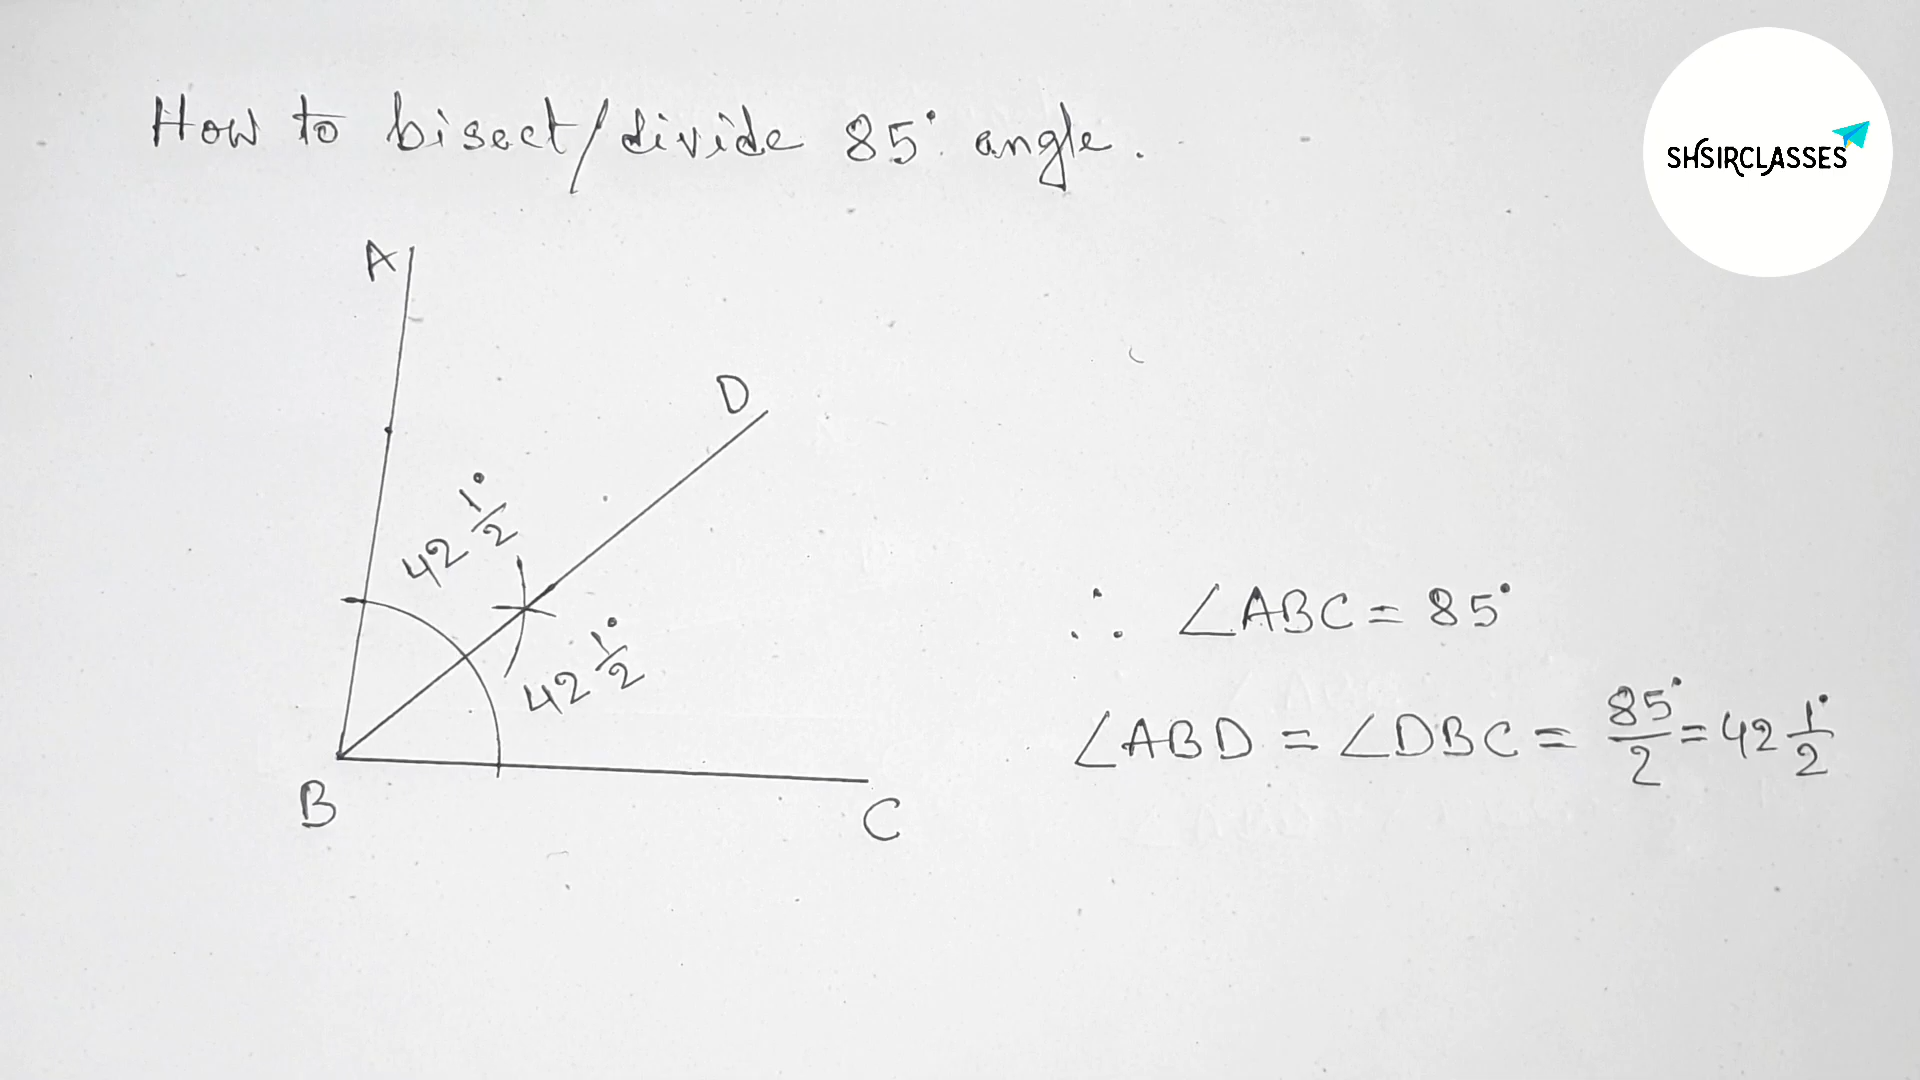 How to bisect/divide 85° angle.
SHSIRCLASSES
A
D
42 1/2°
42 1/2°
B
C
∴ ∠ABC = 85°
∠ABD = ∠DBC = 85°/2 = 42 1/2°